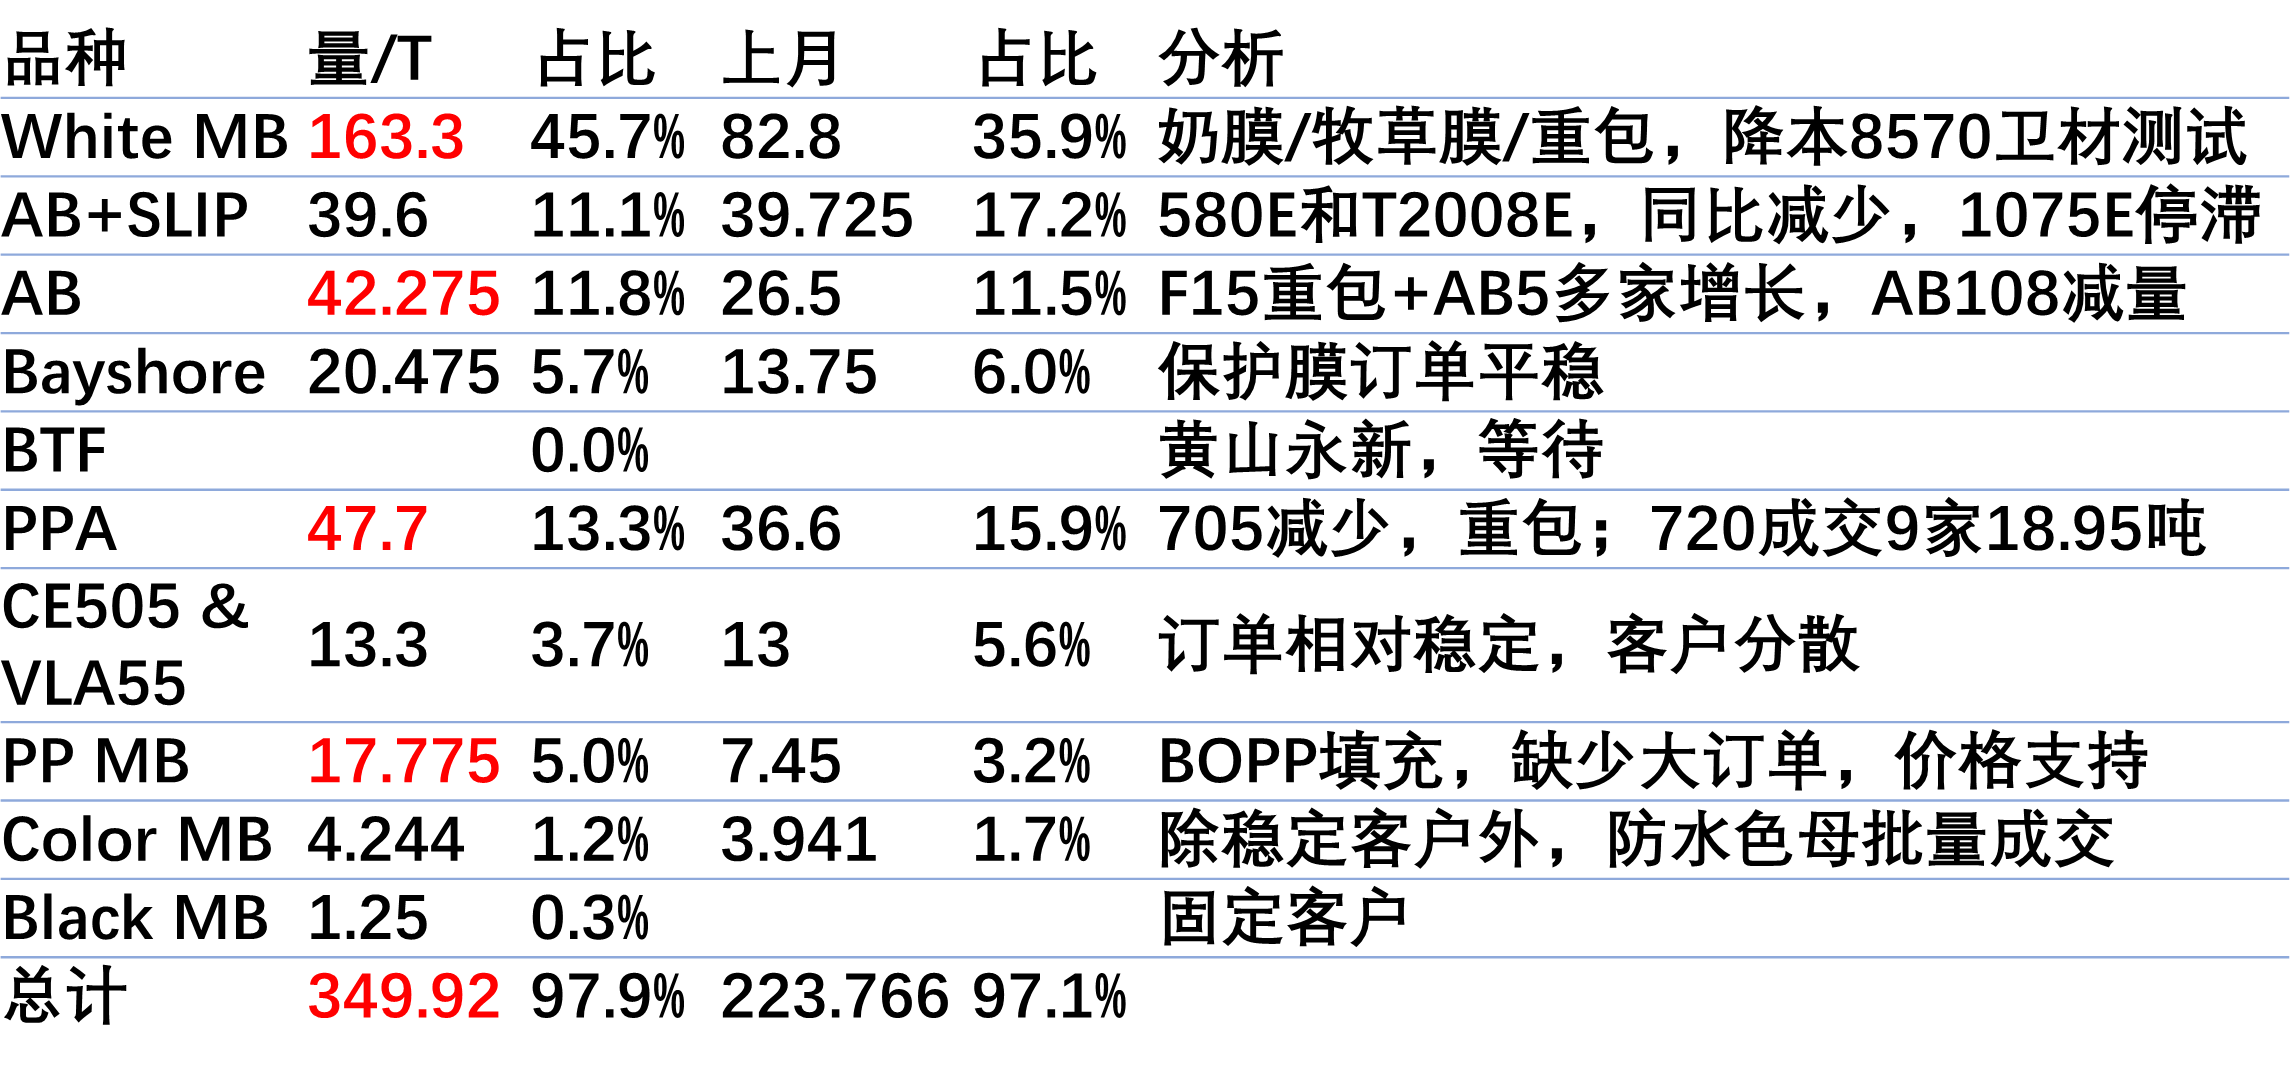 品种 量/T 占比 上月 占比 分析
White MB 163.3 45.7% 82.8 35.9% 奶膜/牧草膜/重包，降本8570卫材测试
AB+SLIP 39.6 11.1% 39.725 17.2% 580E和T2008E，同比减少，1075E停滞
AB 42.275 11.8% 26.5 11.5% F15重包+AB5多家增长，AB108减量
Bayshore 20.475 5.7% 13.75 6.0% 保护膜订单平稳
BTF 0.0% 黄山永新，等待
PPA 47.7 13.3% 36.6 15.9% 705减少，重包；720成交9家18.95吨
CE505 &
VLA55 13.3 3.7% 13 5.6% 订单相对稳定，客户分散
PP MB 17.775 5.0% 7.45 3.2% BOPP填充，缺少大订单，价格支持
Color MB 4.244 1.2% 3.941 1.7% 除稳定客户外，防水色母批量成交
Black MB 1.25 0.3% 固定客户
总计 349.92 97.9% 223.766 97.1%